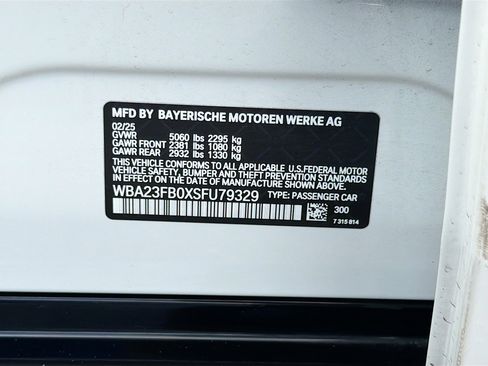 MFD BY BAYERISCHE MOTOREN WERKE AG
02/25
GVWR 5060 lbs 2295 kg
GAWR FRONT 2381 lbs 1080 kg
GAWR REAR 2932 lbs 1330 kg
THIS VEHICLE CONFORMS TO ALL APPLICABLE U.S.FEDERAL MOTOR
VEHICLE SAFETY, BUMPER AND THEFT PREVENTION STANDARDS IN
EFFECT ON THE DATE OF MANUFACTURE SHOWN ABOVE.
WBA23FB0XSFU79329 TYPE: PASSENGER CAR
300
7 315 814